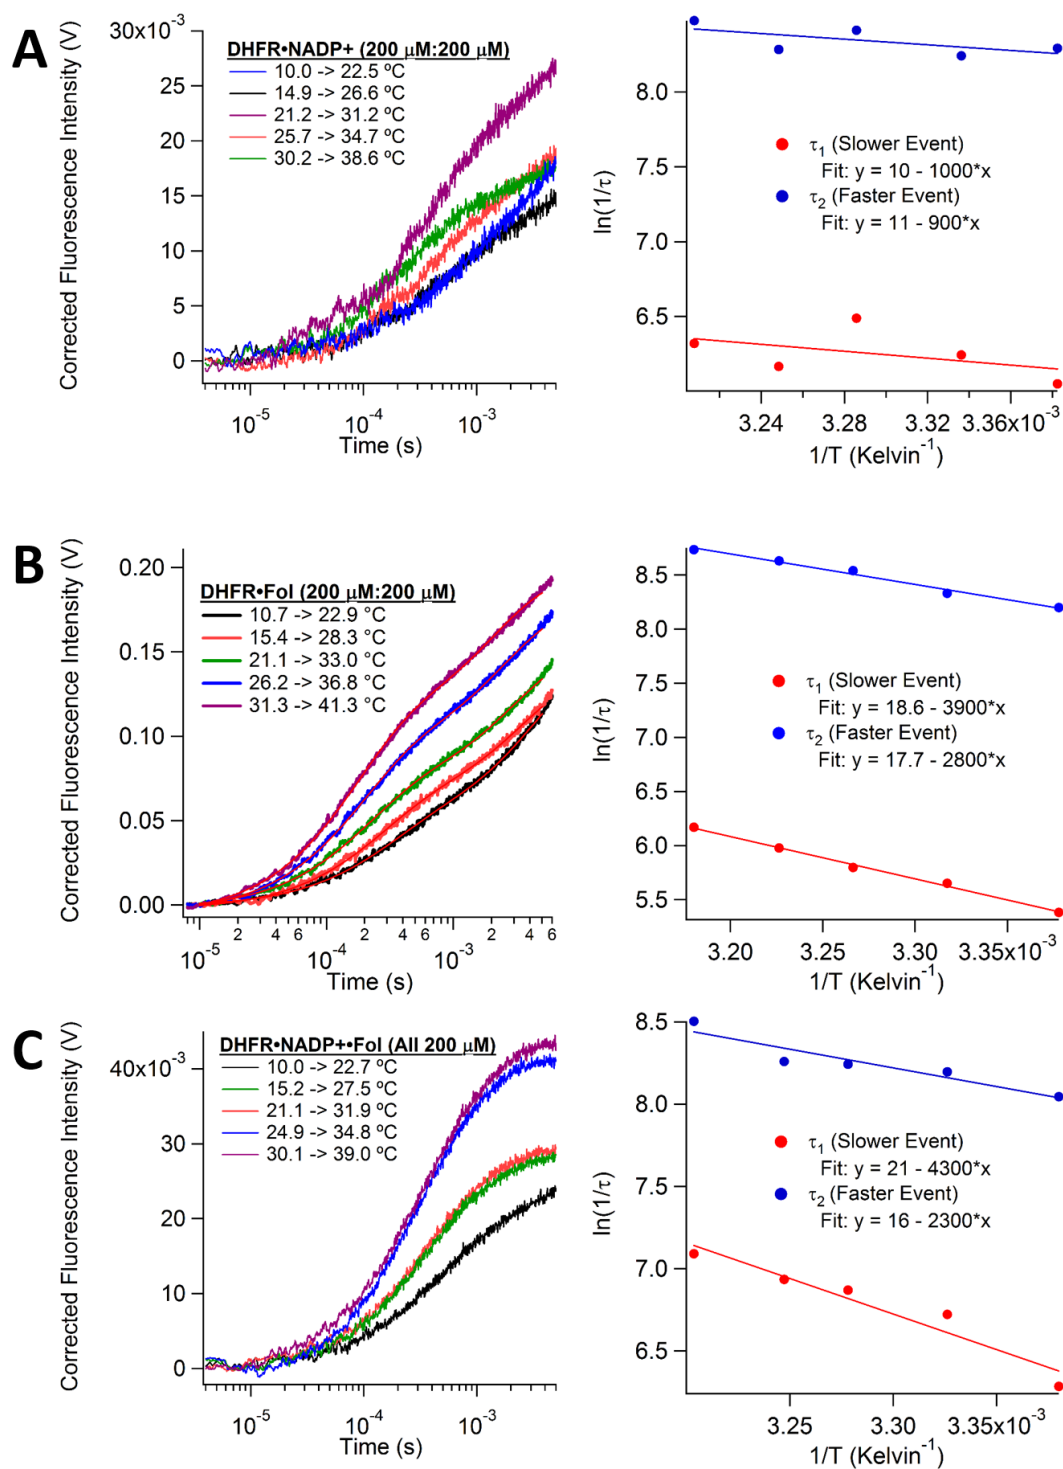 A
Corrected Fluorescence Intensity (V)
30x10⁻³
25
20
15
10
5
0
DHFR•NADP+ (200 μM:200 μM)
10.0 -> 22.5 ºC
14.9 -> 26.6 ºC
21.2 -> 31.2 ºC
25.7 -> 34.7 ºC
30.2 -> 38.6 ºC
10⁻⁵ 10⁻⁴ 10⁻³
Time (s)
ln(1/τ)
8.0
7.5
7.0
6.5
τ₁ (Slower Event)
Fit: y = 10 - 1000*x
τ₂ (Faster Event)
Fit: y = 11 - 900*x
3.24 3.28 3.32 3.36x10⁻³
1/T (Kelvin⁻¹)
B
Corrected Fluorescence Intensity (V)
0.20
0.15
0.10
0.05
0.00
DHFR•Fol (200 μM:200 μM)
10.7 -> 22.9 °C
15.4 -> 28.3 °C
21.1 -> 33.0 °C
26.2 -> 36.8 °C
31.3 -> 41.3 °C
10⁻⁵ 2 4 6 10⁻⁴ 2 4 6 10⁻³ 2 4 6
Time (s)
ln(1/τ)
8.5
8.0
7.5
7.0
6.5
6.0
5.5
τ₁ (Slower Event)
Fit: y = 18.6 - 3900*x
τ₂ (Faster Event)
Fit: y = 17.7 - 2800*x
3.20 3.25 3.30 3.35x10⁻³
1/T (Kelvin⁻¹)
C
Corrected Fluorescence Intensity (V)
40x10⁻³
30
20
10
0
DHFR•NADP+•Fol (All 200 μM)
10.0 -> 22.7 ºC
15.2 -> 27.5 ºC
21.1 -> 31.9 ºC
24.9 -> 34.8 ºC
30.1 -> 39.0 ºC
10⁻⁵ 10⁻⁴ 10⁻³
Time (s)
ln(1/τ)
8.5
8.0
7.5
7.0
6.5
τ₁ (Slower Event)
Fit: y = 21 - 4300*x
τ₂ (Faster Event)
Fit: y = 16 - 2300*x
3.25 3.30 3.35x10⁻³
1/T (Kelvin⁻¹)